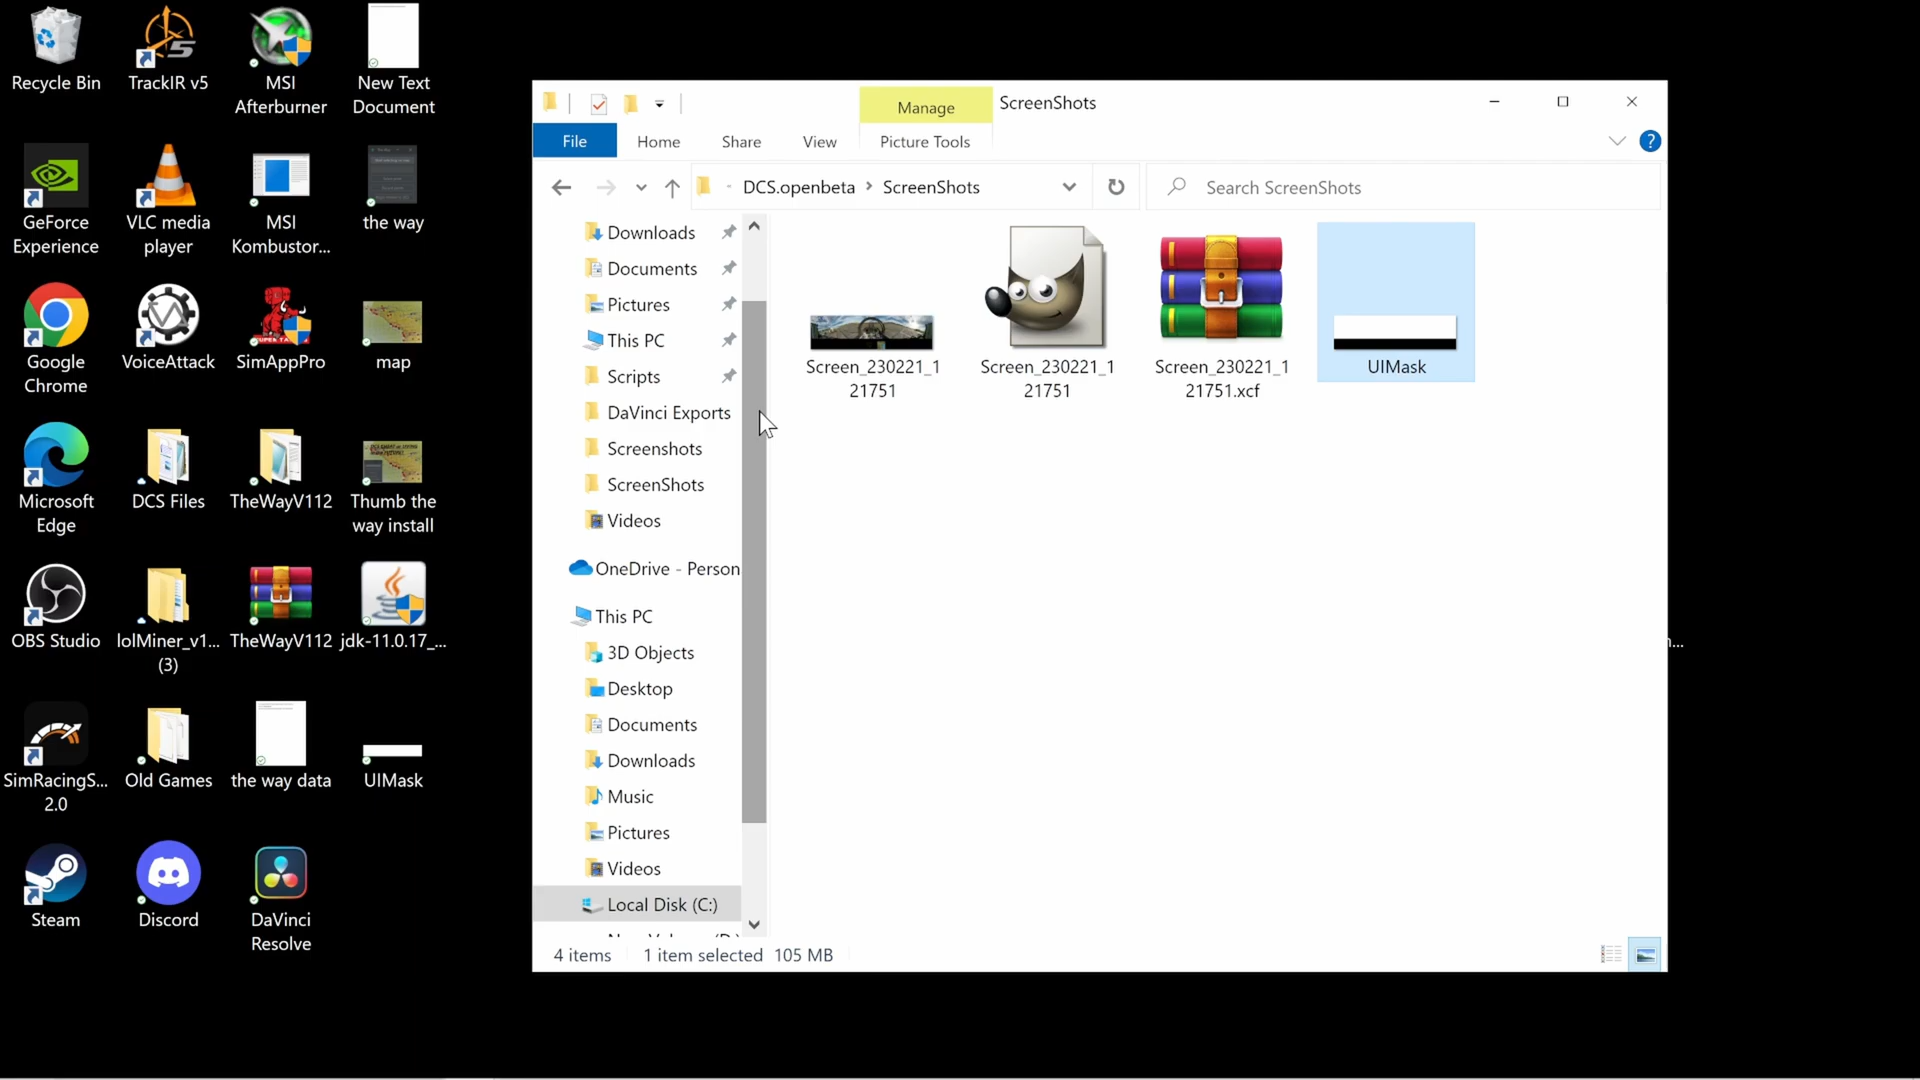 Recycle Bin
TrackIR v5
MSI
Afterburner
New Text
Document
GeForce
Experience
VLC media
player
MSI
Kombustor...
the way
Google
Chrome
VoiceAttack
SimAppPro
map
Microsoft
Edge
DCS Files
TheWayV112
Thumb the
way install
OBS Studio
lolMiner_v1...
(3)
TheWayV112
jdk-11.0.17_...
SimRacingS...
2.0
Old Games
the way data
UIMask
Steam
Discord
DaVinci
Resolve
Manage
ScreenShots
File
Home
Share
View
Picture Tools
?
DCS.openbeta
ScreenShots
Search ScreenShots
Downloads
Documents
Pictures
This PC
Scripts
DaVinci Exports
Screenshots
ScreenShots
Videos
OneDrive - Person
This PC
3D Objects
Desktop
Documents
Downloads
Music
Pictures
Videos
Local Disk (C:)
Screen_230221_1
21751
Screen_230221_1
21751
Screen_230221_1
21751.xcf
UIMask
4 items
1 item selected 105 MB